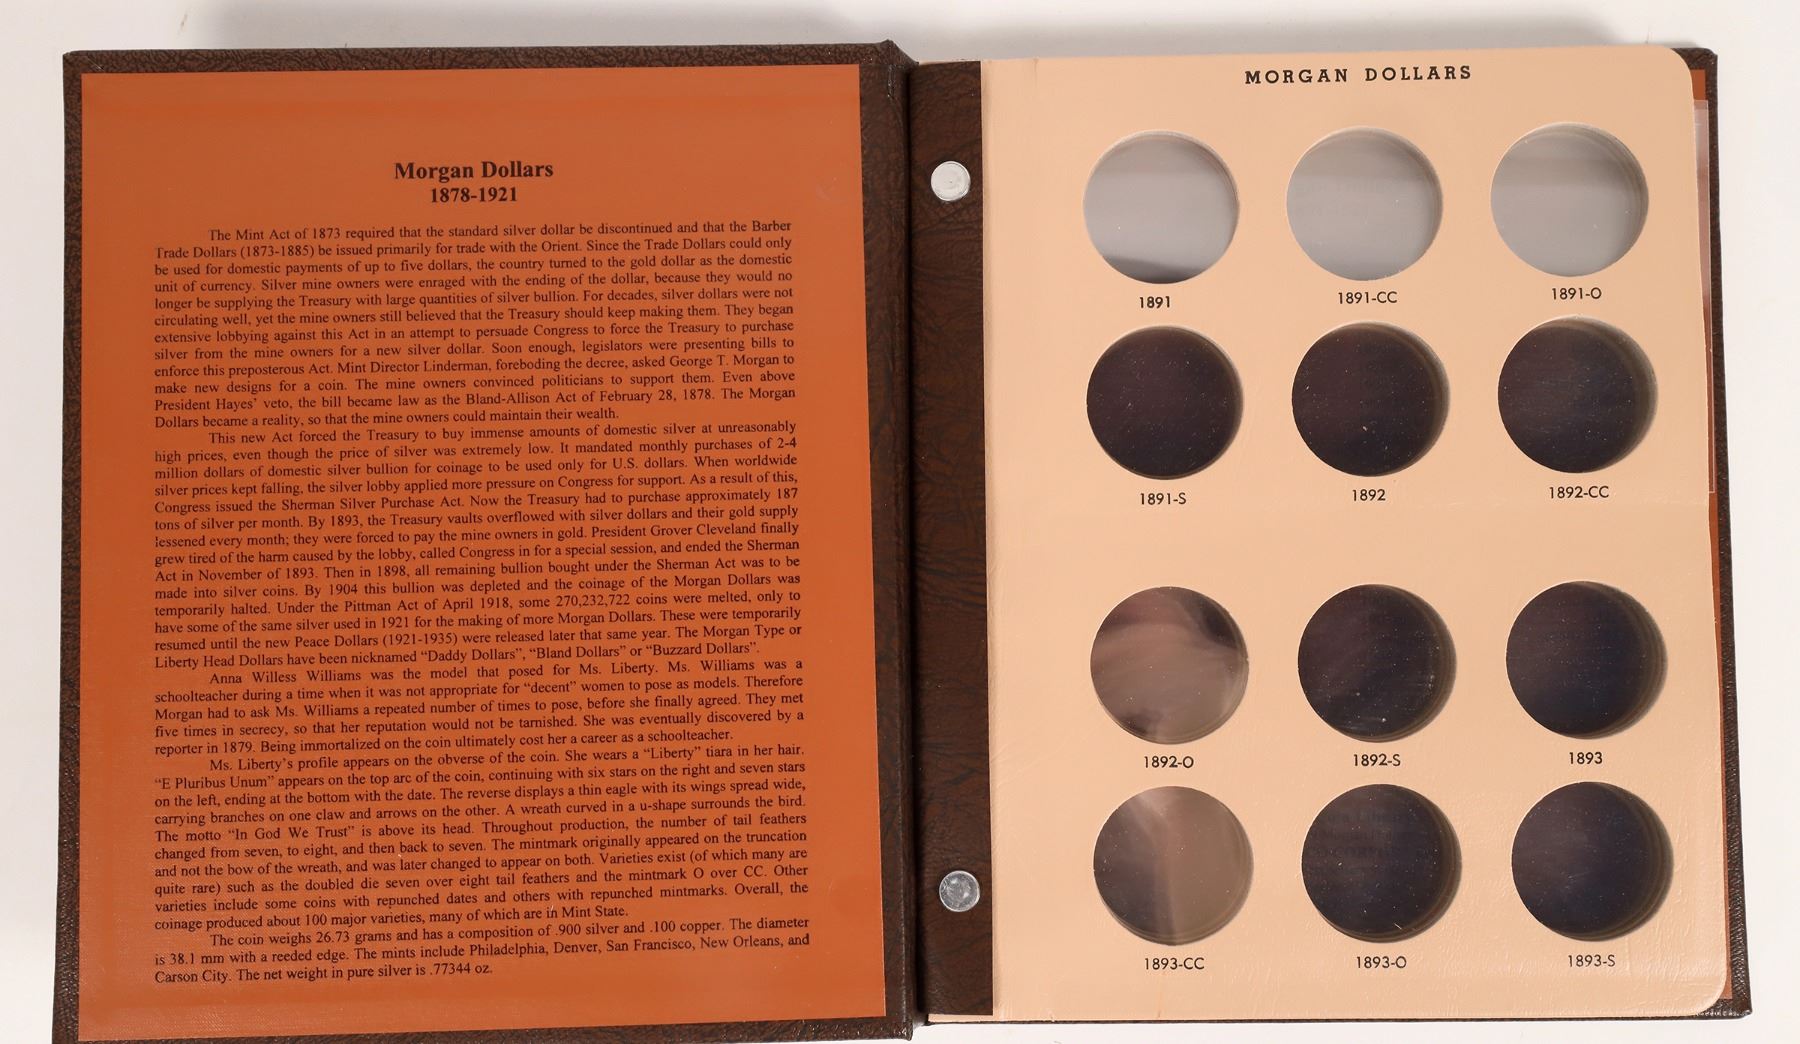 Morgan Dollars
1878-1921
The Mint Act of 1873 required that the standard silver dollar be discontinued and that the Barber
Trade Dollars (1873-1885) be issued primarily for trade with the Orient. Since the Trade Dollars could only
be used for domestic payments of up to five dollars, the country turned to the gold dollar as the domestic
unit of currency. Silver mine owners were enraged with the ending of the dollar, because they would no
longer be supplying the Treasury with large quantities of silver bullion. For decades, silver dollars were not
circulating well, yet the mine owners still believed that the Treasury should keep making them. They began
extensive lobbying against this Act in an attempt to persuade Congress to force the Treasury to purchase
silver from the mine owners for a new silver dollar. Soon enough, legislators were presenting bills to
enforce this preposterous Act. Mint Director Linderman, foreboding the decree, asked George T. Morgan to
make new designs for a coin. The mine owners convinced politicians to support them. Even above
President Hayes' veto, the bill became law as the Bland-Allison Act of February 28, 1878. The Morgan
Dollars became a reality, so that the mine owners could maintain their wealth.
This new Act forced the Treasury to buy immense amounts of domestic silver at unreasonably
high prices, even though the price of silver was extremely low. It mandated monthly purchases of 2-4
million dollars of domestic silver bullion for coinage to be used only for U.S. dollars. When worldwide
silver prices kept falling, the silver lobby applied more pressure on Congress for support. As a result of this,
Congress issued the Sherman Silver Purchase Act. Now the Treasury had to purchase approximately 187
tons of silver per month. By 1893, the Treasury vaults overflowed with silver dollars and their gold supply
lessened every month; they were forced to pay the mine owners in gold. President Grover Cleveland finally
grew tired of the harm caused by the lobby, called Congress in for a special session, and ended the Sherman
Act in November of 1893. Then in 1898, all remaining bullion bought under the Sherman Act was to be
made into silver coins. By 1904 this bullion was depleted and the coinage of the Morgan Dollars was
temporarily halted. Under the Pittman Act of April 1918, some 270,232,722 coins were melted, only to
have some of the same silver used in 1921 for the making of more Morgan Dollars. These were temporarily
resumed until the new Peace Dollars (1921-1935) were released later that same year. The Morgan Type or
Liberty Head Dollars have been nicknamed "Daddy Dollars", "Bland Dollars" or "Buzzard Dollars".
Anna Willess Williams was the model that posed for Ms. Liberty. Ms. Williams was a
schoolteacher during a time when it was not appropriate for "decent" women to pose as models. Therefore
Morgan had to ask Ms. Williams a repeated number of times to pose, before she finally agreed. They met
five times in secrecy, so that her reputation would not be tarnished. She was eventually discovered by a
reporter in 1879. Being immortalized on the coin ultimately cost her a career as a schoolteacher.
Ms. Liberty's profile appears on the obverse of the coin. She wears a "Liberty" tiara in her hair.
"E Pluribus Unum" appears on the top arc of the coin, continuing with six stars on the right and seven stars
on the left, ending at the bottom with the date. The reverse displays a thin eagle with its wings spread wide,
carrying branches on one claw and arrows on the other. A wreath curved in a u-shape surrounds the bird.
The motto "In God We Trust" is above its head. Throughout production, the number of tail feathers
changed from seven, to eight, and then back to seven. The mintmark originally appeared on the truncation
and not the bow of the wreath, and was later changed to appear on both. Varieties exist (of which many are
quite rare) such as the doubled die seven over eight tail feathers and the mintmark O over CC. Other
varieties include some coins with repunched dates and others with repunched mintmarks. Overall, the
coinage produced about 100 major varieties, many of which are in Mint State.
The coin weighs 26.73 grams and has a composition of .900 silver and .100 copper. The diameter
is 38.1 mm with a reeded edge. The mints include Philadelphia, Denver, San Francisco, New Orleans, and
Carson City. The net weight in pure silver is .77344 oz.
MORGAN DOLLARS
1891 1891-CC 1891-O
1891-S 1892 1892-CC
1892-O 1892-S 1893
1893-CC 1893-O 1893-S